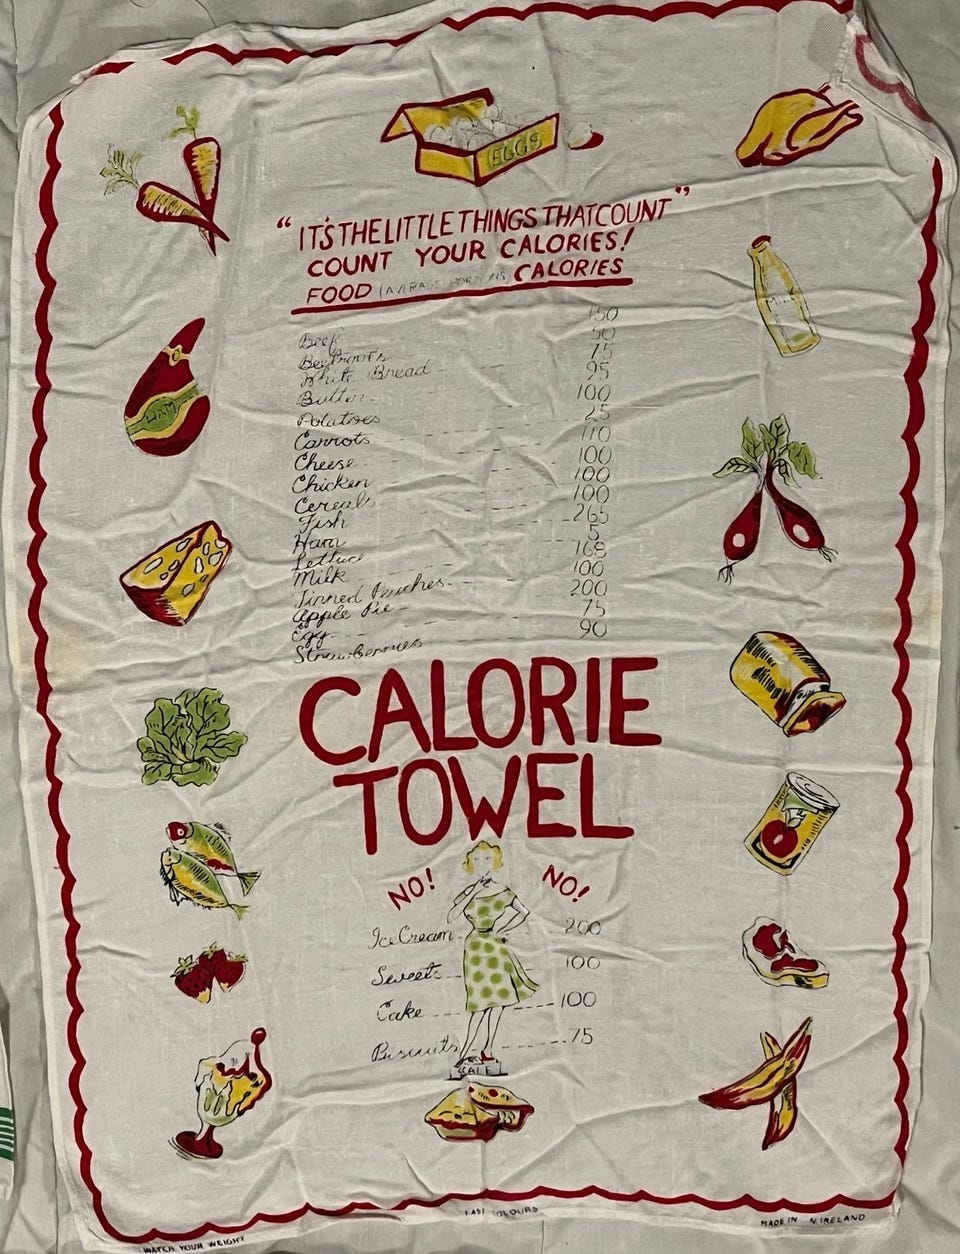 EGGS
"IT'S THE LITTLE THINGS THAT COUNT"
COUNT YOUR CALORIES!
FOOD (AVERAGE PORTIONS) CALORIES
Beef 150
Beetroots 50
White Bread 75
Butter 95
Potatoes 100
Carrots 25
Cheese 110
Chicken 100
Cereals 100
Fish 100
Ham 265
Lettuce 5
Milk 168
Tinned Peaches 100
Apple Pie 200
Egg 75
Strawberries 90
HAM
CALORIE
TOWEL
NO! NO!
Ice Cream 200
Sweets 100
Cake 100
Biscuits 75
SCALE
WATCH YOUR WEIGHT FAST COLOURS MADE IN N. IRELAND